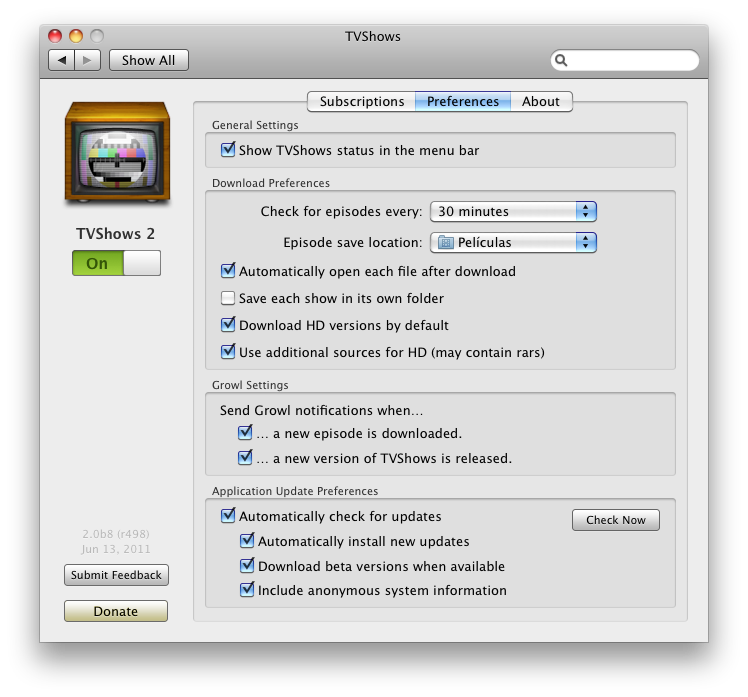 TVShows
Show All
Subscriptions Preferences About
TVShows 2
On
General Settings
Show TVShows status in the menu bar
Download Preferences
Check for episodes every: 30 minutes
Episode save location: Películas
Automatically open each file after download
Save each show in its own folder
Download HD versions by default
Use additional sources for HD (may contain rars)
Growl Settings
Send Growl notifications when…
… a new episode is downloaded.
… a new version of TVShows is released.
Application Update Preferences
Automatically check for updates Check Now
Automatically install new updates
Download beta versions when available
Include anonymous system information
2.0b8 (r498)
Jun 13, 2011
Submit Feedback
Donate